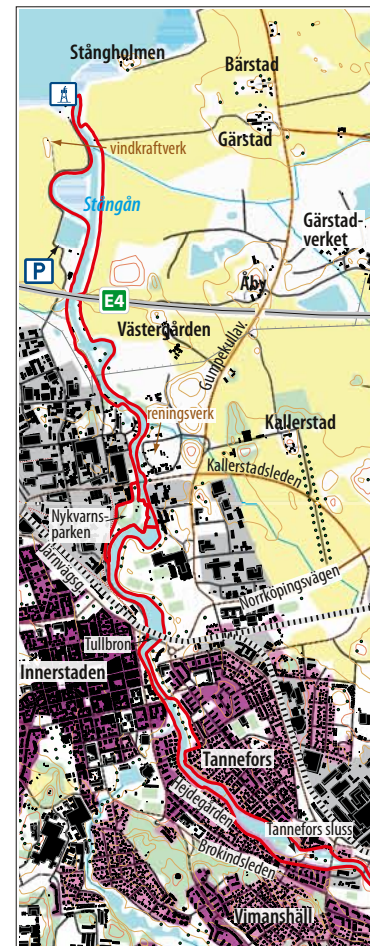 Stångholmen
Bärstad
Gärstad
vindkraftverk
Stångån
Gärstad-
verket
P
E4
Åby
Västergården
Gumpekullav.
reningsverk
Kallerstad
Kallerstadsleden
Nykvarns-
parken
Järnvägsg.
Norrköpingsvägen
Tullbron
Innerstaden
Tannefors
Hejdegården
Tannefors sluss
Brokindsleden
Vimanshäll